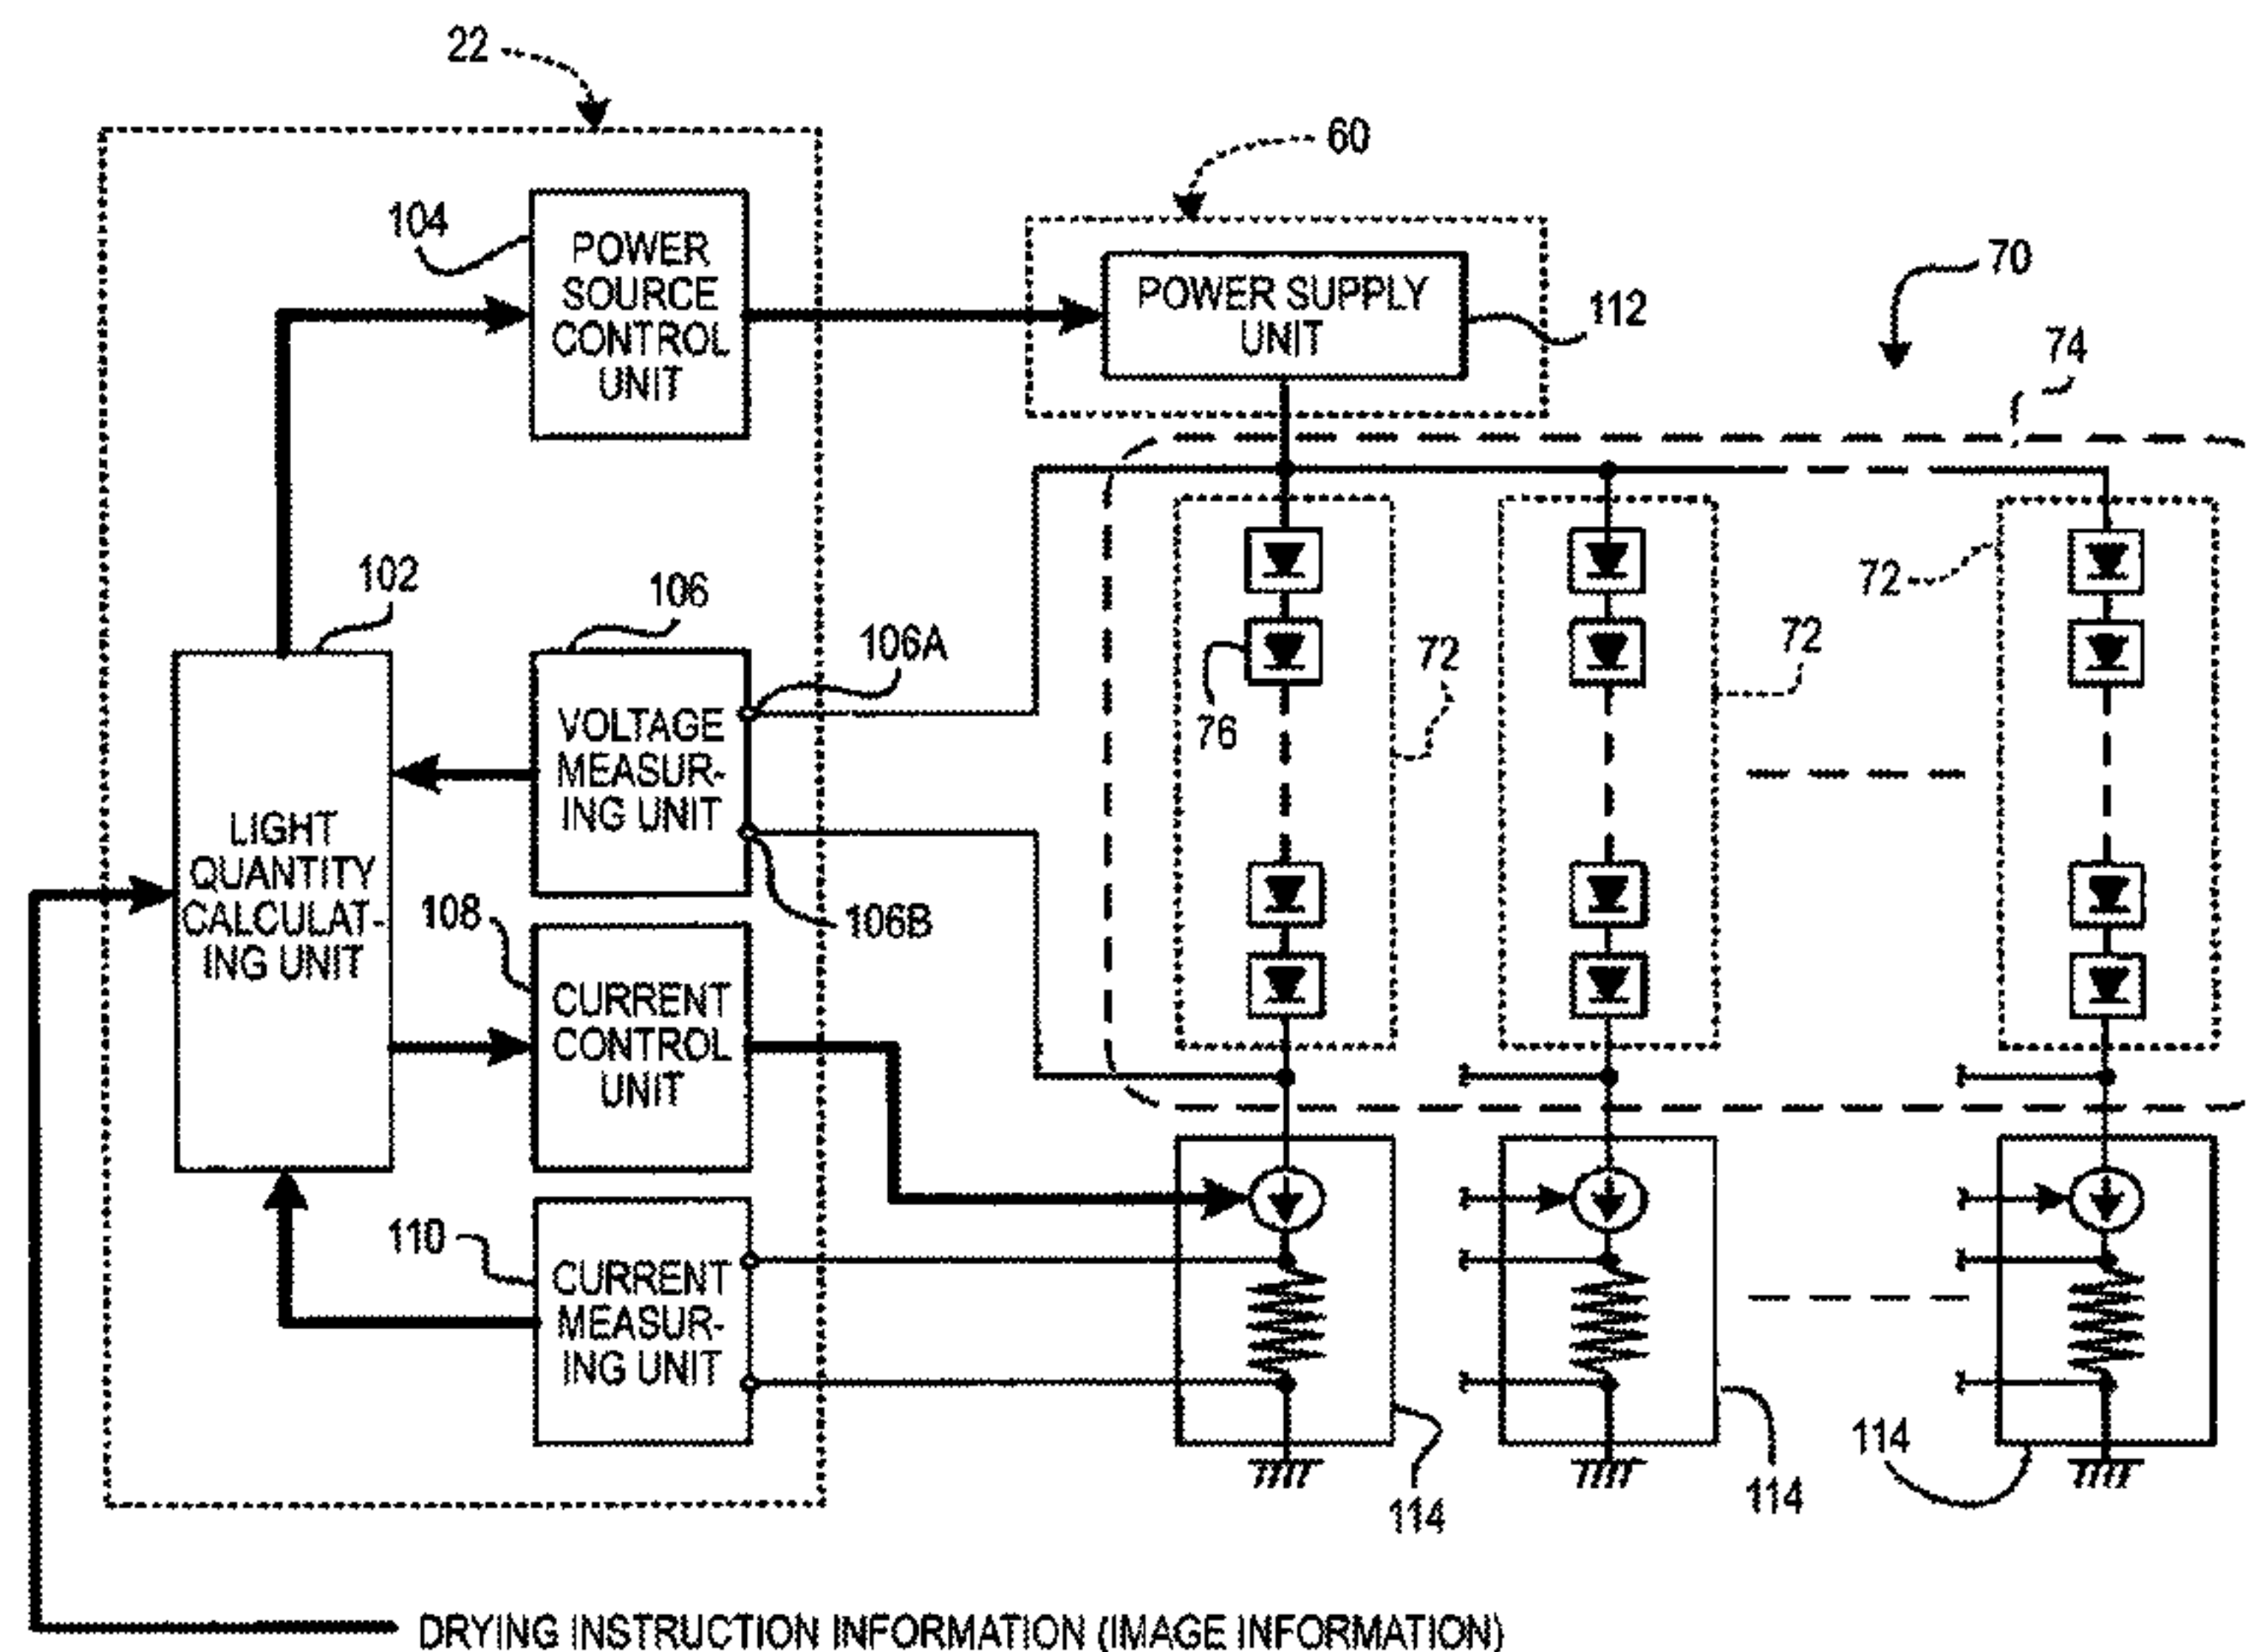 22
60
104
POWER
SOURCE
CONTROL
UNIT
POWER SUPPLY
UNIT
112
70
74
102
106
106A
72
72
72
76
VOLTAGE
MEASUR-
ING UNIT
LIGHT
QUANTITY
CALCULAT-
ING UNIT
108
106B
CURRENT
CONTROL
UNIT
110
CURRENT
MEASUR-
ING UNIT
114
114
114
DRYING INSTRUCTION INFORMATION (IMAGE INFORMATION)